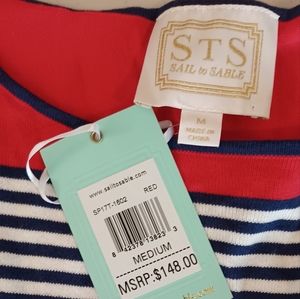 STS
SAIL to SABLE
M
MADE IN
CHINA
www.sailtosable.com
SP17T-1602 RED
8 42378 13623 3
MEDIUM
MSRP:$148.00